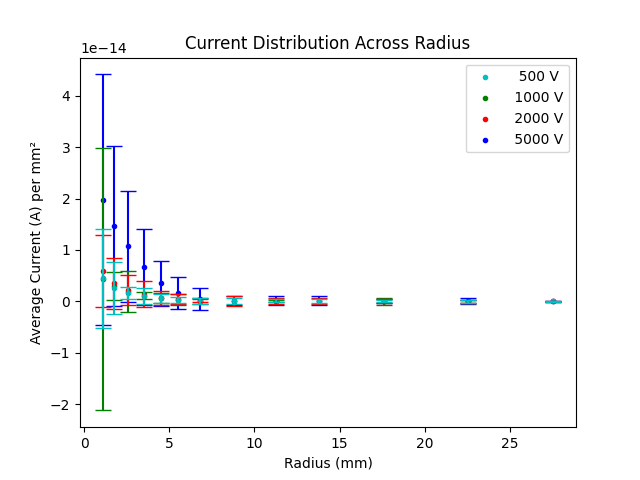 Current Distribution Across Radius
1e−14
500 V
1000 V
2000 V
5000 V
4
3
2
1
0
−1
−2
Average Current (A) per mm²
0 5 10 15 20 25
Radius (mm)